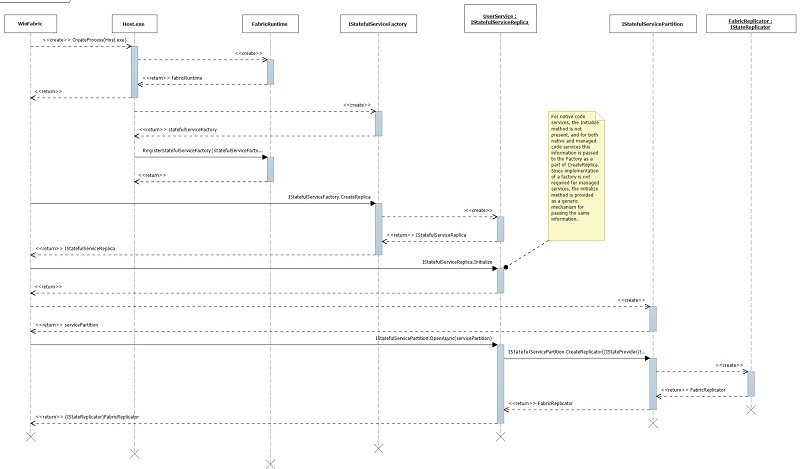 WinFabric
Host.exe
FabricRuntime
IStatefulServiceFactory
UserService :
IStatefulServiceReplica
IStatefulServicePartition
FabricReplicator :
IStateReplicator
<<create>> CreateProcess(Host.exe)
<<create>>
<<return>> fabricRuntime
<<return>>
<<create>>
<<return>> statefulServiceFactory
RegisterStatefulServiceFactory(statefulServiceFacto...
<<return>>
IStatefulServiceFactory.CreateReplica
<<create>>
<<return>> IStatefulServiceReplica
<<return>> IStatefulServiceReplica
For native code
services, the Initialize
method is not
present, and for both
native and managed
code services this
information is passed
to the Factory as a
part of CreateReplica.
Since implementation
of a factory is not
required for managed
services, the initialize
method is provided
as a generic
mechanism for
passing the same
information.
IStatefulServiceReplica.Initialize
<<return>>
<<create>>
<<return>> servicePartition
IStatefulServicePartition.OpenAsync(servicePartition)
IStatefulServicePartition.CreateReplicator((IStateProvider)t...
<<create>>
<<return>> FabricReplicator
<<return>> FabricReplicator
<<return>> (IStateReplicator)FabricReplicator